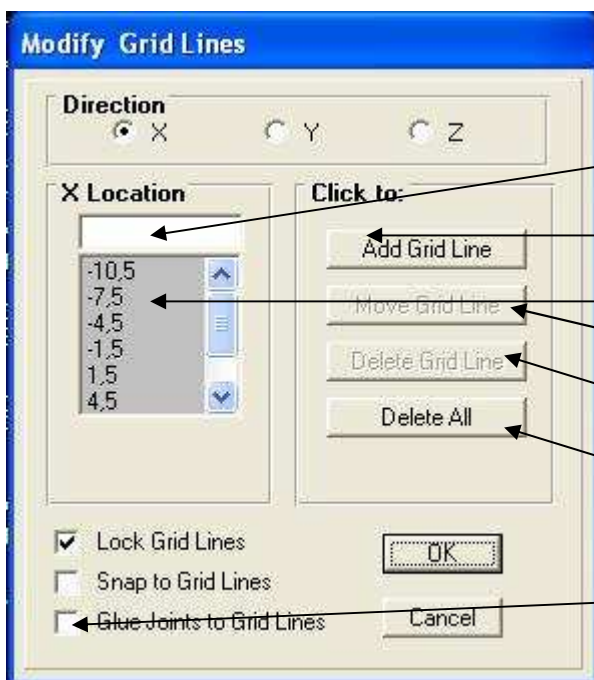 Modify Grid Lines
Direction
X Y Z
X Location
-10,5
-7,5
-4,5
-1,5
1,5
4,5
Click to:
Add Grid Line
Move Grid Line
Delete Grid Line
Delete All
Lock Grid Lines
Snap to Grid Lines
Glue Joints to Grid Lines
OK
Cancel